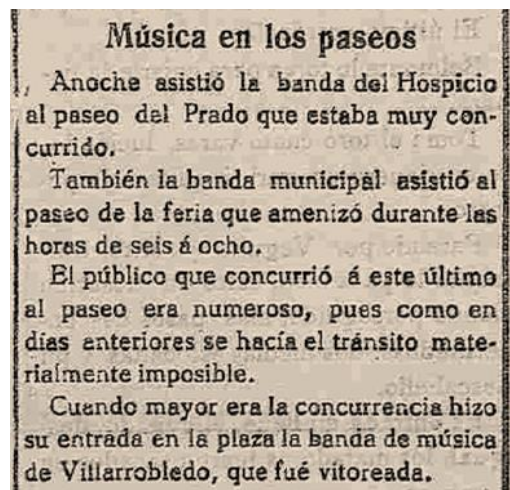 Música en los paseos
Anoche asistió la banda del Hospicio
al paseo del Prado que estaba muy con-
currido.
También la banda municipal asistió al
paseo de la feria que amenizó durante las
horas de seis á ocho.
El público que concurrió á este último
al paseo era numeroso, pues como en
días anteriores se hacía el tránsito mate-
rialmente imposible.
Cuando mayor era la concurrencia hizo
su entrada en la plaza la banda de música
de Villarrobledo, que fué vitoreada.